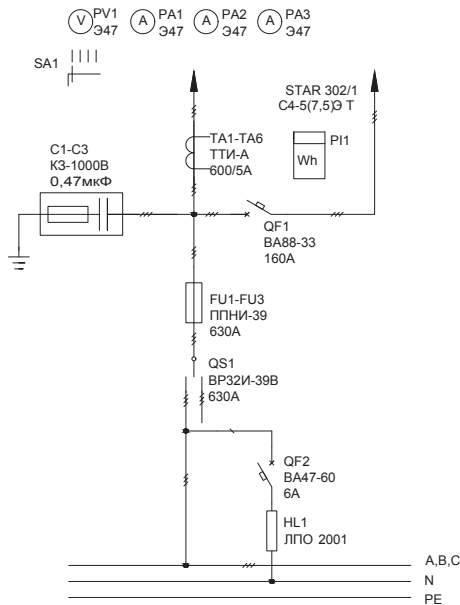 V PV1 A PA1 A PA2 A PA3
Э47 Э47 Э47 Э47
SA1
STAR 302/1
С4-5(7,5)Э Т
PI1
Wh
TA1-TA6
ТТИ-А
600/5А
C1-C3
КЗ-1000В
0,47мкФ
QF1
ВА88-33
160А
FU1-FU3
ППНИ-39
630А
QS1
ВР32И-39В
630А
QF2
ВА47-60
6А
HL1
ЛПО 2001
A,B,C
N
PE